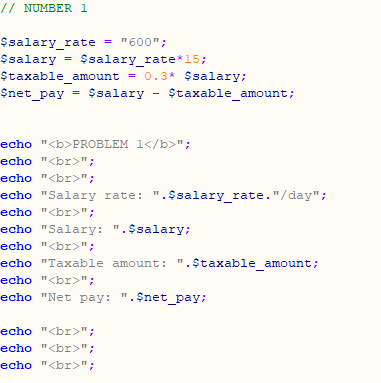 // NUMBER 1
$salary_rate = "600";
$salary = $salary_rate*15;
$taxable_amount = 0.3* $salary;
$net_pay = $salary - $taxable_amount;
echo "<b>PROBLEM 1</b>";
echo "<br>";
echo "<br>";
echo "Salary rate: ".$salary_rate."/day";
echo "<br>";
echo "Salary: ".$salary;
echo "<br>";
echo "Taxable amount: ".$taxable_amount;
echo "<br>";
echo "Net pay: ".$net_pay;
echo "<br>";
echo "<br>";
echo "<br>";